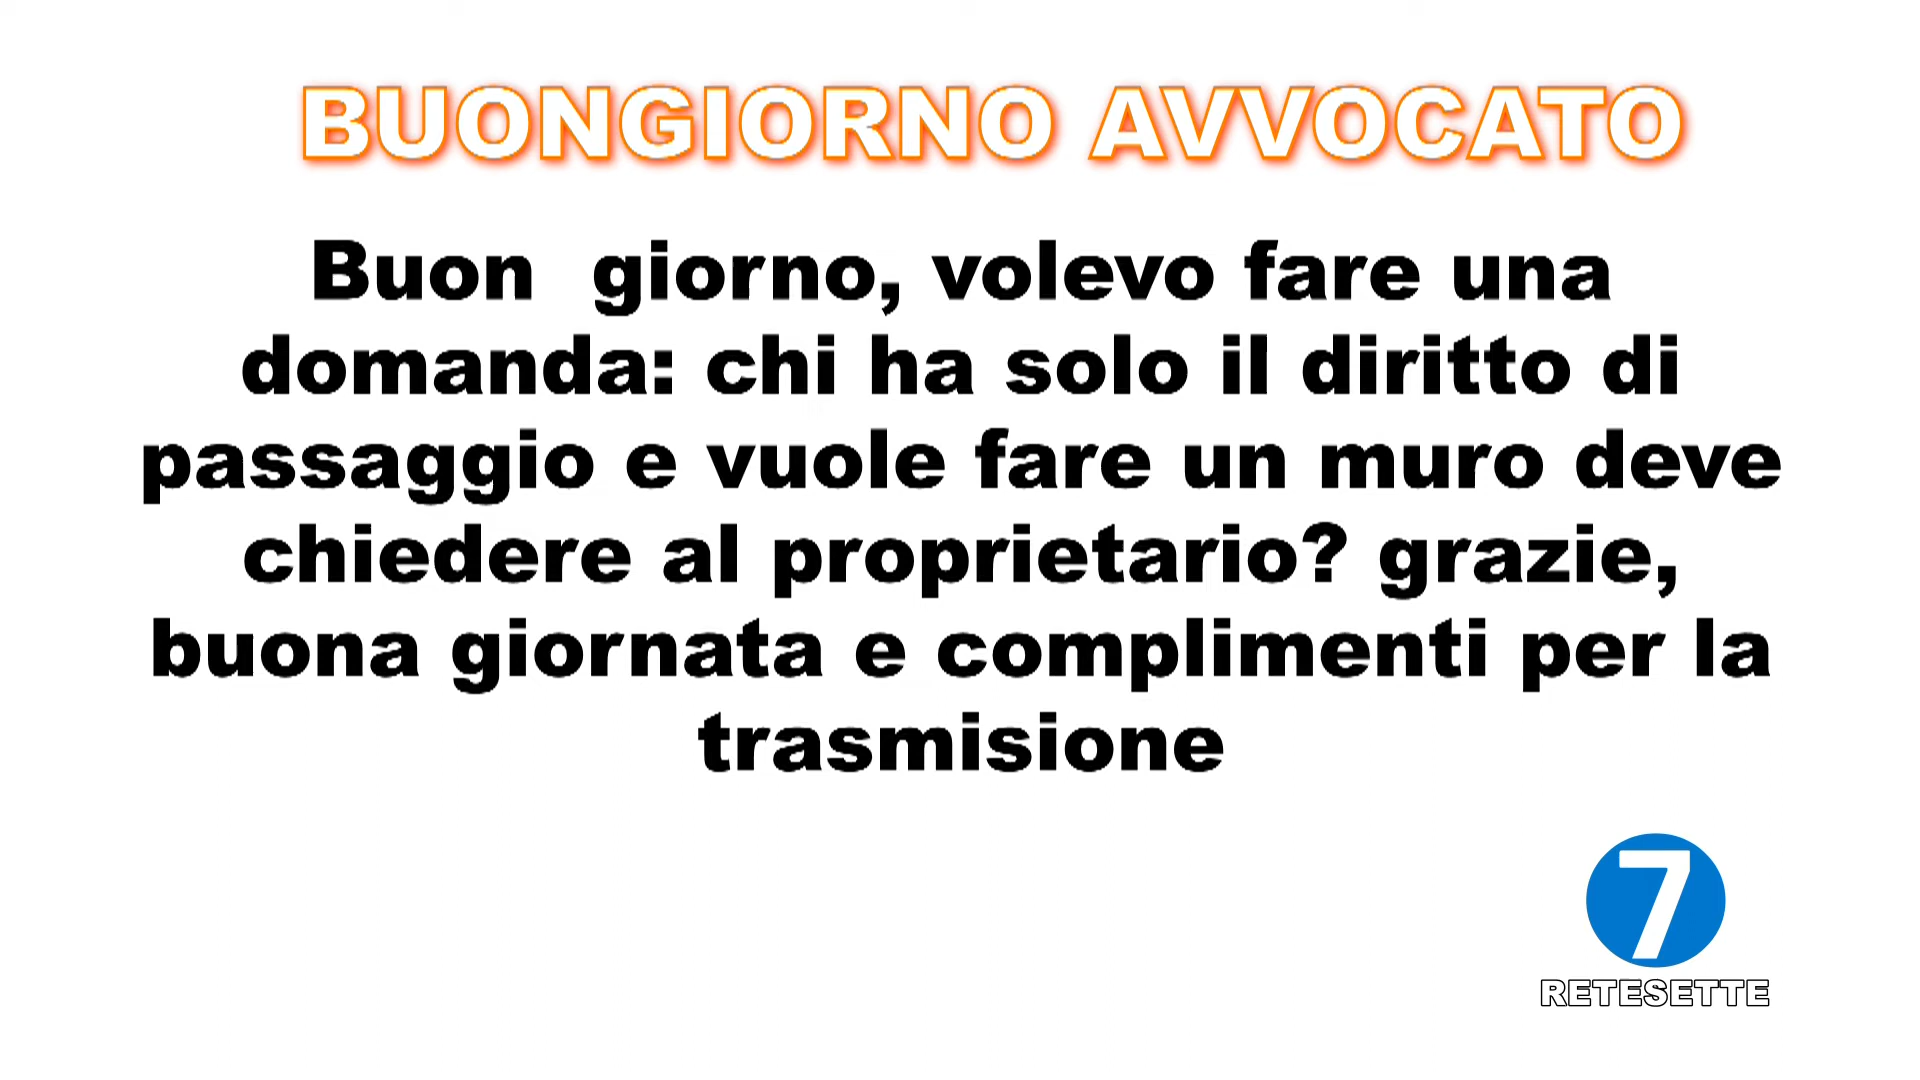 BUONGIORNO AVVOCATO
Buon  giorno, volevo fare una
domanda: chi ha solo il diritto di
passaggio e vuole fare un muro deve
chiedere al proprietario? grazie,
buona giornata e complimenti per la
trasmisione
7
RETESETTE